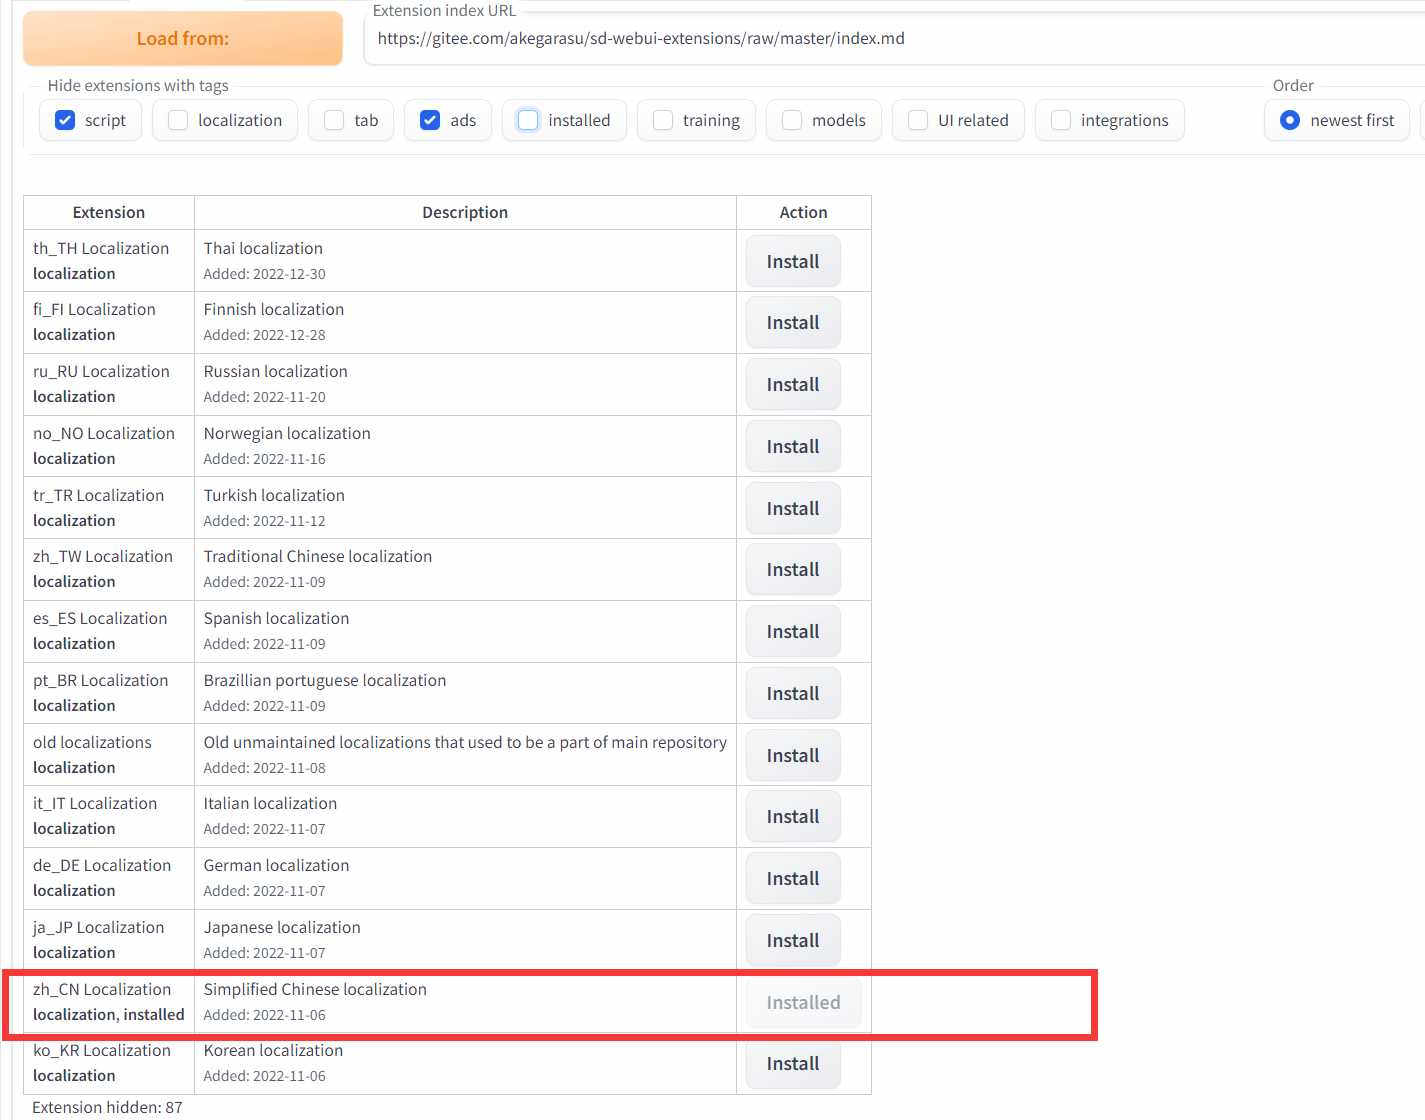 Extension index URL
Load from:
https://gitee.com/akegarasu/sd-webui-extensions/raw/master/index.md
Hide extensions with tags
Order
script localization tab ads installed training models UI related integrations newest first
Extension Description Action
th_TH Localization Thai localization
localization Added: 2022-12-30 Install
fi_FI Localization Finnish localization
localization Added: 2022-12-28 Install
ru_RU Localization Russian localization
localization Added: 2022-11-20 Install
no_NO Localization Norwegian localization
localization Added: 2022-11-16 Install
tr_TR Localization Turkish localization
localization Added: 2022-11-12 Install
zh_TW Localization Traditional Chinese localization
localization Added: 2022-11-09 Install
es_ES Localization Spanish localization
localization Added: 2022-11-09 Install
pt_BR Localization Brazillian portuguese localization
localization Added: 2022-11-09 Install
old localizations Old unmaintained localizations that used to be a part of main repository
localization Added: 2022-11-08 Install
it_IT Localization Italian localization
localization Added: 2022-11-07 Install
de_DE Localization German localization
localization Added: 2022-11-07 Install
ja_JP Localization Japanese localization
localization Added: 2022-11-07 Install
zh_CN Localization Simplified Chinese localization
localization, installed Added: 2022-11-06 Installed
ko_KR Localization Korean localization
localization Added: 2022-11-06 Install
Extension hidden: 87